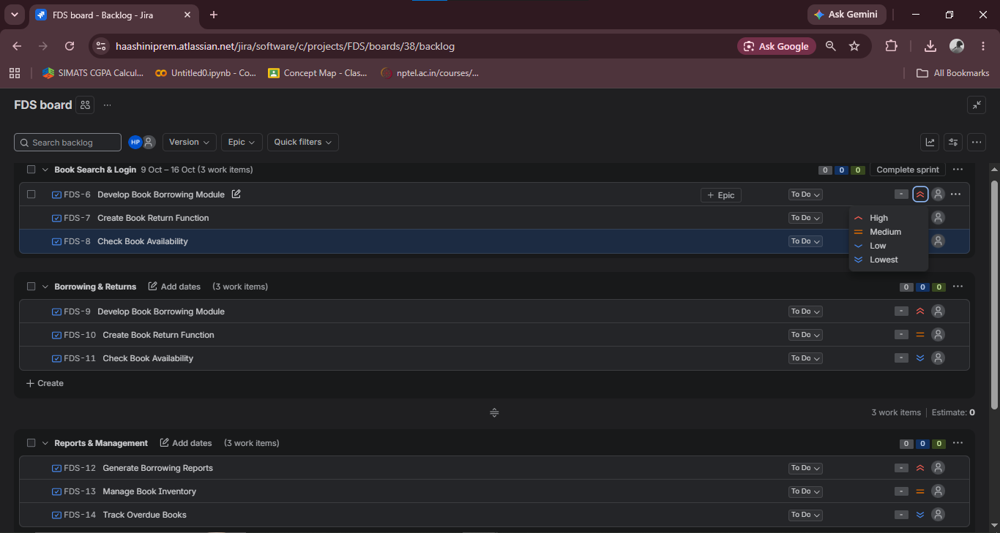 FDS board - Backlog - Jira
Ask Gemini
haashiniprem.atlassian.net/jira/software/c/projects/FDS/boards/38/backlog
Ask Google
SIMATS CGPA Calcul...
Untitled0.ipynb - Co...
Concept Map - Clas...
nptel.ac.in/courses/...
All Bookmarks
FDS board
Search backlog
HP
Version
Epic
Quick filters
Book Search & Login 9 Oct – 16 Oct (3 work items) 0 0 0 Complete sprint
FDS-6 Develop Book Borrowing Module + Epic To Do -
FDS-7 Create Book Return Function To Do
FDS-8 Check Book Availability To Do
High
Medium
Low
Lowest
Borrowing & Returns Add dates (3 work items) 0 0 0
FDS-9 Develop Book Borrowing Module To Do -
FDS-10 Create Book Return Function To Do -
FDS-11 Check Book Availability To Do -
+ Create
3 work items Estimate: 0
Reports & Management Add dates (3 work items) 0 0 0
FDS-12 Generate Borrowing Reports To Do -
FDS-13 Manage Book Inventory To Do -
FDS-14 Track Overdue Books To Do -